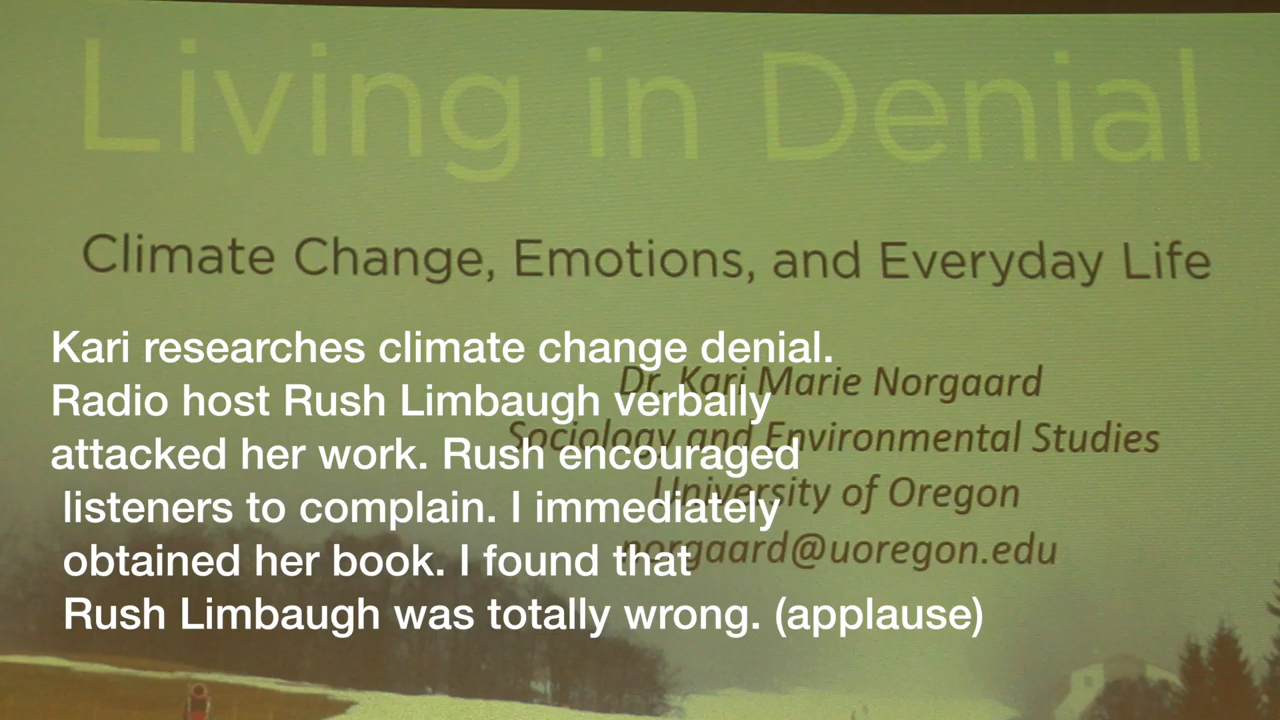 Living in Denial
Climate Change, Emotions, and Everyday Life
Kari researches climate change denial.
Radio host Rush Limbaugh verbally
attacked her work. Rush encouraged
listeners to complain. I immediately
obtained her book. I found that
Rush Limbaugh was totally wrong. (applause)
Dr. Kari Marie Norgaard
Sociology and Environmental Studies
University of Oregon
norgaard@uoregon.edu